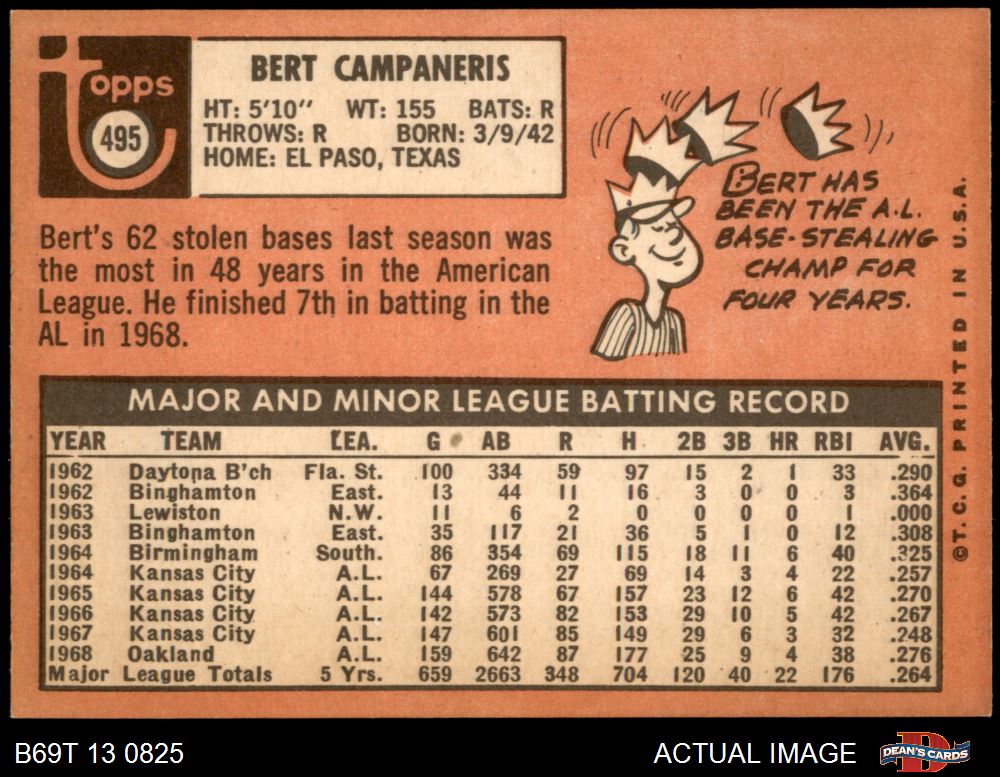 Topps
495
BERT CAMPANERIS
HT: 5'10" WT: 155 BATS: R
THROWS: R BORN: 3/9/42
HOME: EL PASO, TEXAS
Bert's 62 stolen bases last season was
the most in 48 years in the American
League. He finished 7th in batting in the
AL in 1968.
BERT HAS
BEEN THE A.L.
BASE-STEALING
CHAMP FOR
FOUR YEARS.
MAJOR AND MINOR LEAGUE BATTING RECORD
YEAR TEAM LEA. G AB R H 2B 3B HR RBI AVG.
1962 Daytona B'ch Fla. St. 100 334 59 97 15 2 1 33 .290
1962 Binghamton East. 13 44 11 16 3 0 0 3 .364
1963 Lewiston N.W. 11 6 2 0 0 0 0 1 .000
1963 Binghamton East. 35 117 21 36 5 1 0 12 .308
1964 Birmingham South. 86 354 69 115 18 11 6 40 .325
1964 Kansas City A.L. 67 269 27 69 14 3 4 22 .257
1965 Kansas City A.L. 144 578 67 157 23 12 6 42 .270
1966 Kansas City A.L. 142 573 82 153 29 10 5 42 .267
1967 Kansas City A.L. 147 601 85 149 29 6 3 32 .248
1968 Oakland A.L. 159 642 87 177 25 9 4 38 .276
Major League Totals 5 Yrs. 659 2663 348 704 120 40 22 176 .264
©T.C.G. PRINTED IN U.S.A.
B69T 13 0825
ACTUAL IMAGE
DEAN'S CARDS